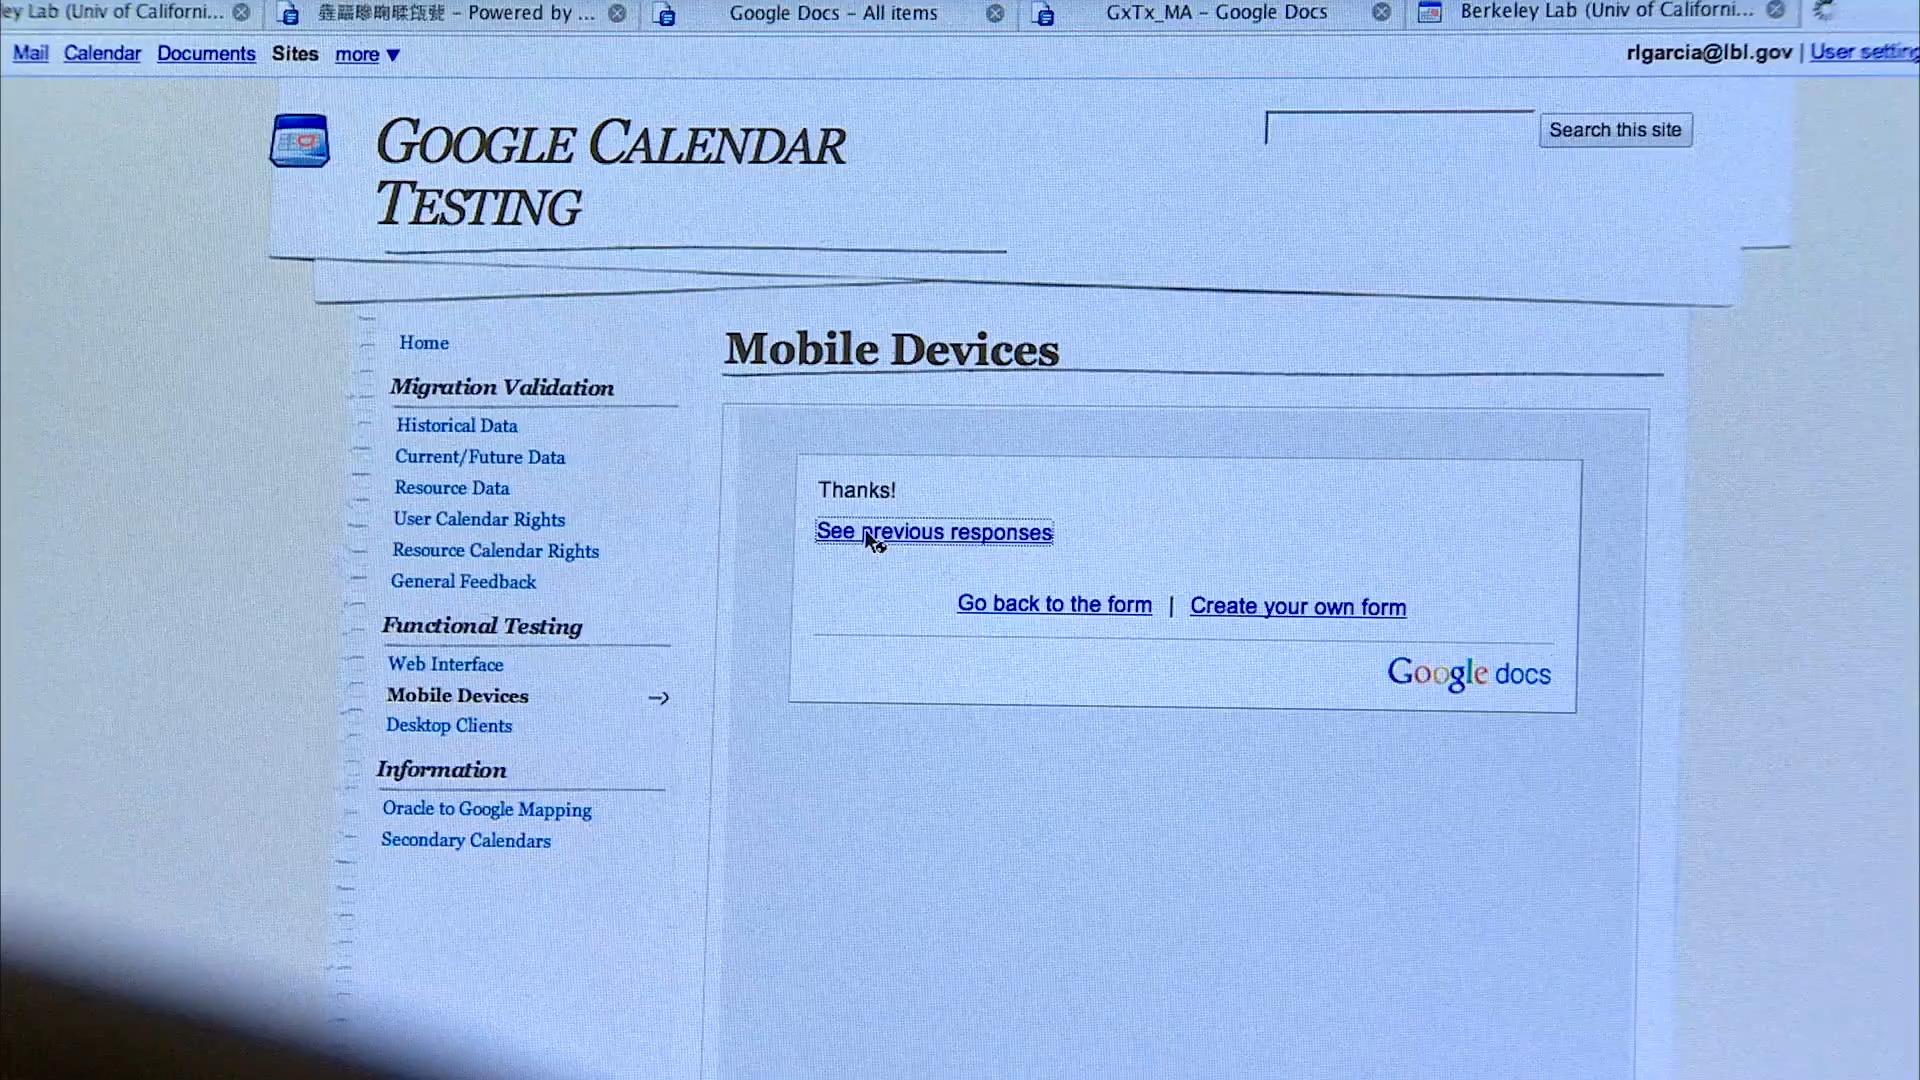 ley Lab (Univ of Californi...
– Powered by ...
Google Docs – All items
GxTx_MA – Google Docs
Berkeley Lab (Univ of Californi...
Mail Calendar Documents Sites more ▼
rlgarcia@lbl.gov | User setting
GOOGLE CALENDAR
TESTING
Search this site
Home
Migration Validation
Historical Data
Current/Future Data
Resource Data
User Calendar Rights
Resource Calendar Rights
General Feedback
Functional Testing
Web Interface
Mobile Devices
Desktop Clients
Information
Oracle to Google Mapping
Secondary Calendars
Mobile Devices
Thanks!
See previous responses
Go back to the form | Create your own form
Google docs